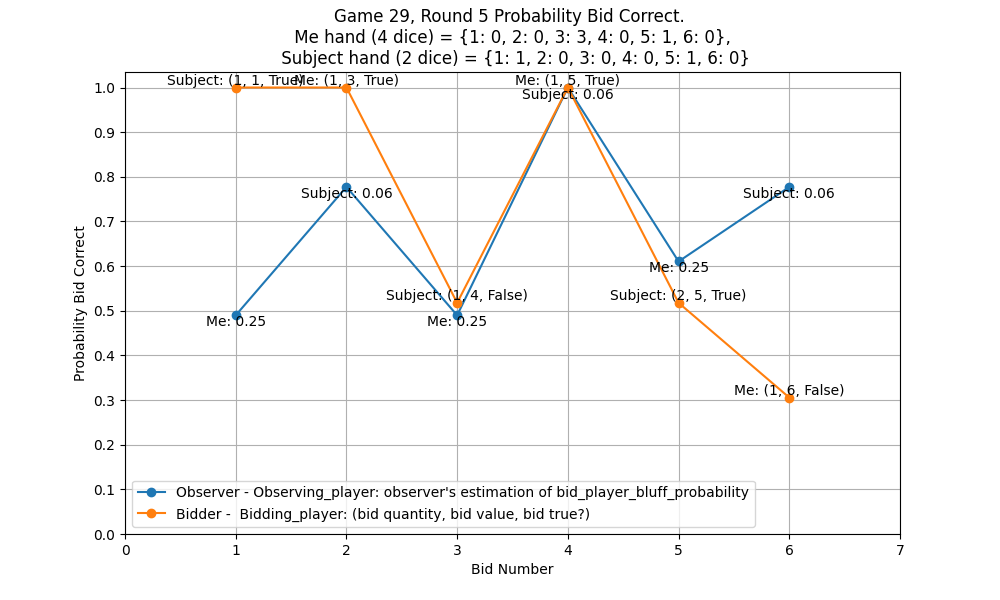 Game 29, Round 5 Probability Bid Correct.
Me hand (4 dice) = {1: 0, 2: 0, 3: 3, 4: 0, 5: 1, 6: 0},
Subject hand (2 dice) = {1: 1, 2: 0, 3: 0, 4: 0, 5: 1, 6: 0}
Probability Bid Correct
1.0
0.9
0.8
0.7
0.6
0.5
0.4
0.3
0.2
0.1
0.0
Subject: (1, 1, True)
Me: (1, 3, True)
Me: (1, 5, True)
Subject: 0.06
Subject: 0.06
Subject: 0.06
Me: 0.25
Subject: (1, 4, False)
Subject: (2, 5, True)
Me: 0.25
Me: 0.25
Me: (1, 6, False)
Observer - Observing_player: observer's estimation of bid_player_bluff_probability
Bidder -  Bidding_player: (bid quantity, bid value, bid true?)
0 1 2 3 4 5 6 7
Bid Number